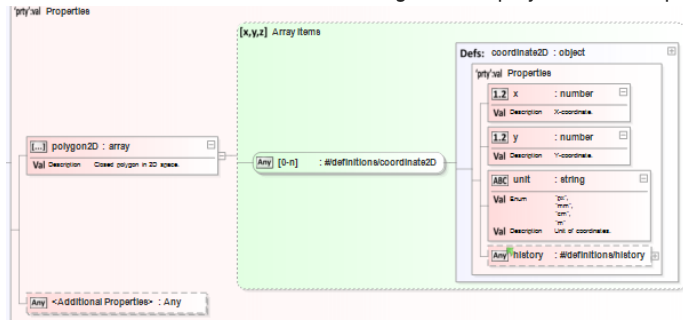 'prty':val Properties
[x,y,z] Array Items
Defs: coordinate2D : object
'prty':val Properties
1.2 x : number
Val Description X-coordinate.
1.2 y : number
Val Description Y-coordinate.
[...] polygon2D : array
Val Description Closed polygon in 2D space.
Any [0-n] : #/definitions/coordinate2D
ABC unit : string
Val Enum 'px',
'mm',
'cm',
'm'
Val Description Unit of coordinates.
Any history : #/definitions/history
Any <Additional Properties> : Any